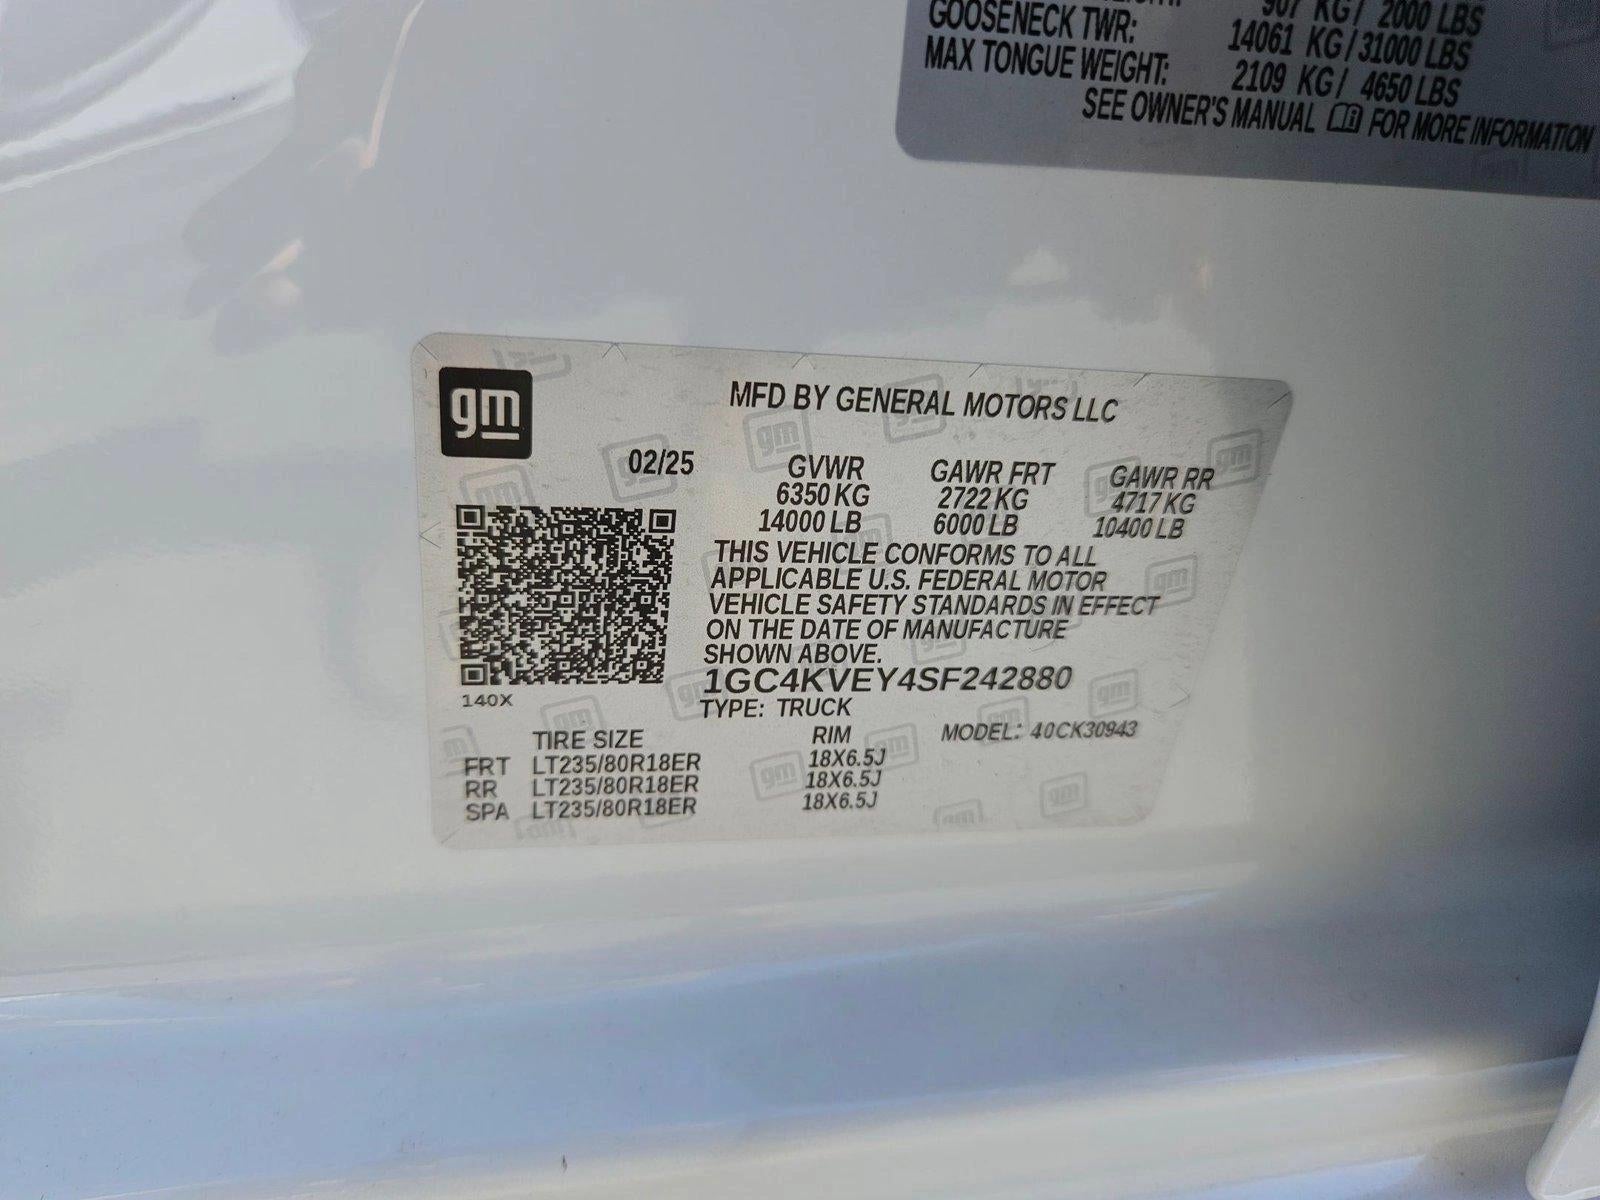 907 KG / 2000 LBS
GOOSENECK TWR: 14061 KG / 31000 LBS
MAX TONGUE WEIGHT: 2109 KG / 4650 LBS
SEE OWNER'S MANUAL FOR MORE INFORMATION
gm
MFD BY GENERAL MOTORS LLC
02/25 GVWR GAWR FRT GAWR RR
6350 KG 2722 KG 4717 KG
14000 LB 6000 LB 10400 LB
THIS VEHICLE CONFORMS TO ALL
APPLICABLE U.S. FEDERAL MOTOR
VEHICLE SAFETY STANDARDS IN EFFECT
ON THE DATE OF MANUFACTURE
SHOWN ABOVE.
1GC4KVEY4SF242880
140X
TYPE: TRUCK
TIRE SIZE RIM MODEL: 40CK30943
FRT LT235/80R18ER 18X6.5J
RR LT235/80R18ER 18X6.5J
SPA LT235/80R18ER 18X6.5J